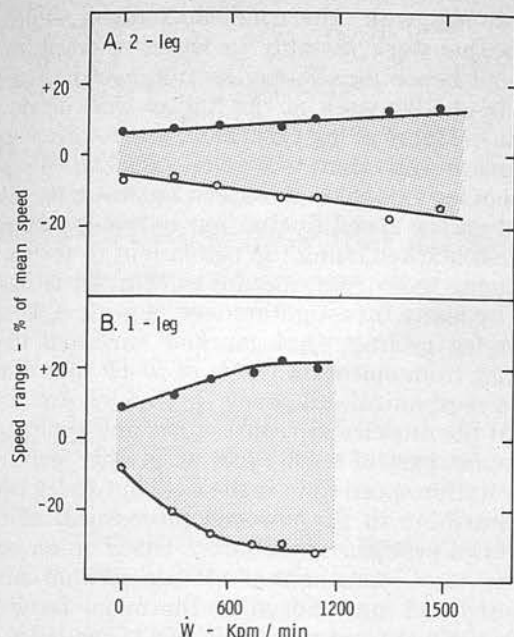 A. 2 - leg
+20
0
-20
Speed range % of mean speed
B. 1 - leg
+20
0
-20
0 600 1200 1500
Ẇ - Kpm / min